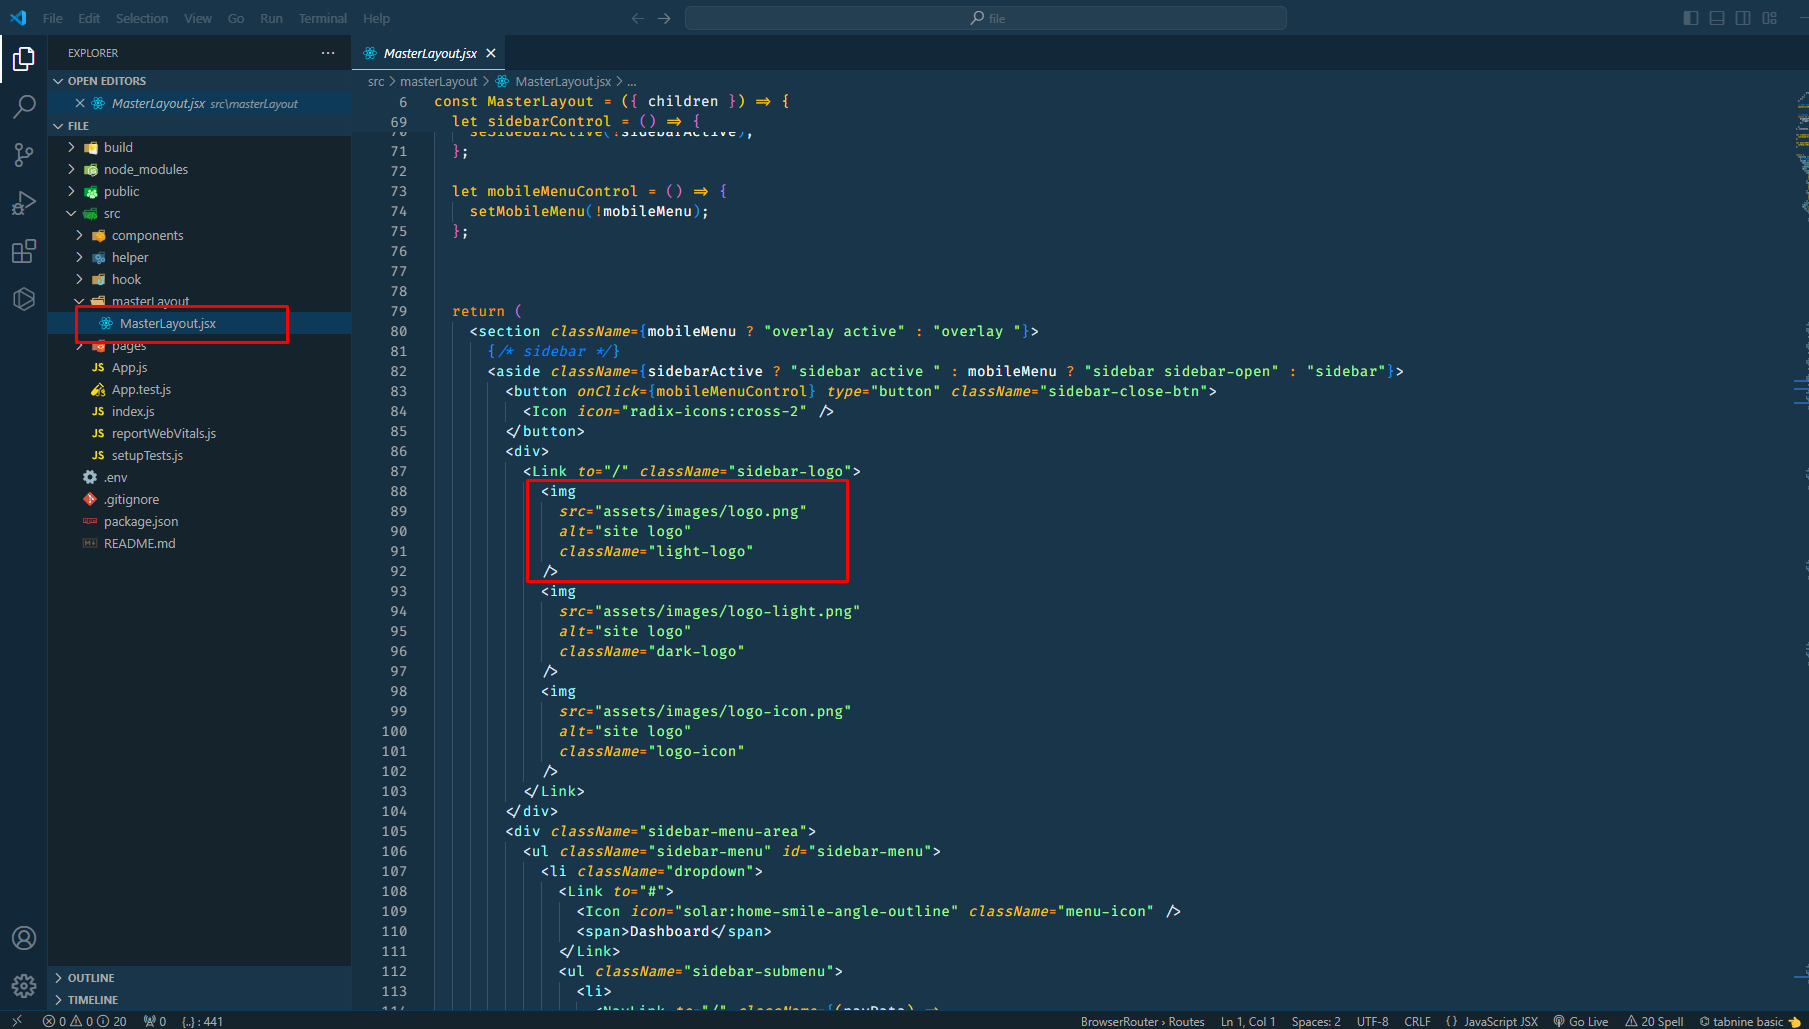 File Edit Selection View Go Run Terminal Help
file
EXPLORER
OPEN EDITORS
MasterLayout.jsx src\masterLayout
FILE
build
node_modules
public
src
components
helper
hook
masterLayout
MasterLayout.jsx
pages
JS App.js
App.test.js
JS index.js
JS reportWebVitals.js
JS setupTests.js
.env
.gitignore
package.json
README.md
OUTLINE
TIMELINE
MasterLayout.jsx
src > masterLayout > MasterLayout.jsx > ...
6 const MasterLayout = ({ children }) => {
69 let sidebarControl = () => {
70 seSidebarActive(!sidebarActive);
71 };
72
73 let mobileMenuControl = () => {
74 setMobileMenu(!mobileMenu);
75 };
76
77
78
79 return (
80 <section className={mobileMenu ? "overlay active" : "overlay "}>
81 {/* sidebar */}
82 <aside className={sidebarActive ? "sidebar active " : mobileMenu ? "sidebar sidebar-open" : "sidebar"}>
83 <button onClick={mobileMenuControl} type="button" className="sidebar-close-btn">
84 <Icon icon="radix-icons:cross-2" />
85 </button>
86 <div>
87 <Link to="/" className="sidebar-logo">
88 <img
89 src="assets/images/logo.png"
90 alt="site logo"
91 className="light-logo"
92 />
93 <img
94 src="assets/images/logo-light.png"
95 alt="site logo"
96 className="dark-logo"
97 />
98 <img
99 src="assets/images/logo-icon.png"
100 alt="site logo"
101 className="logo-icon"
102 />
103 </Link>
104 </div>
105 <div className="sidebar-menu-area">
106 <ul className="sidebar-menu" id="sidebar-menu">
107 <li className="dropdown">
108 <Link to="#">
109 <Icon icon="solar:home-smile-angle-outline" className="menu-icon" />
110 <span>Dashboard</span>
111 </Link>
112 <ul className="sidebar-submenu">
113 <li>
0 0 20 0 {..} : 441
BrowserRouter > Routes Ln 1, Col 1 Spaces: 2 UTF-8 CRLF {} JavaScript JSX Go Live 20 Spell tabnine basic